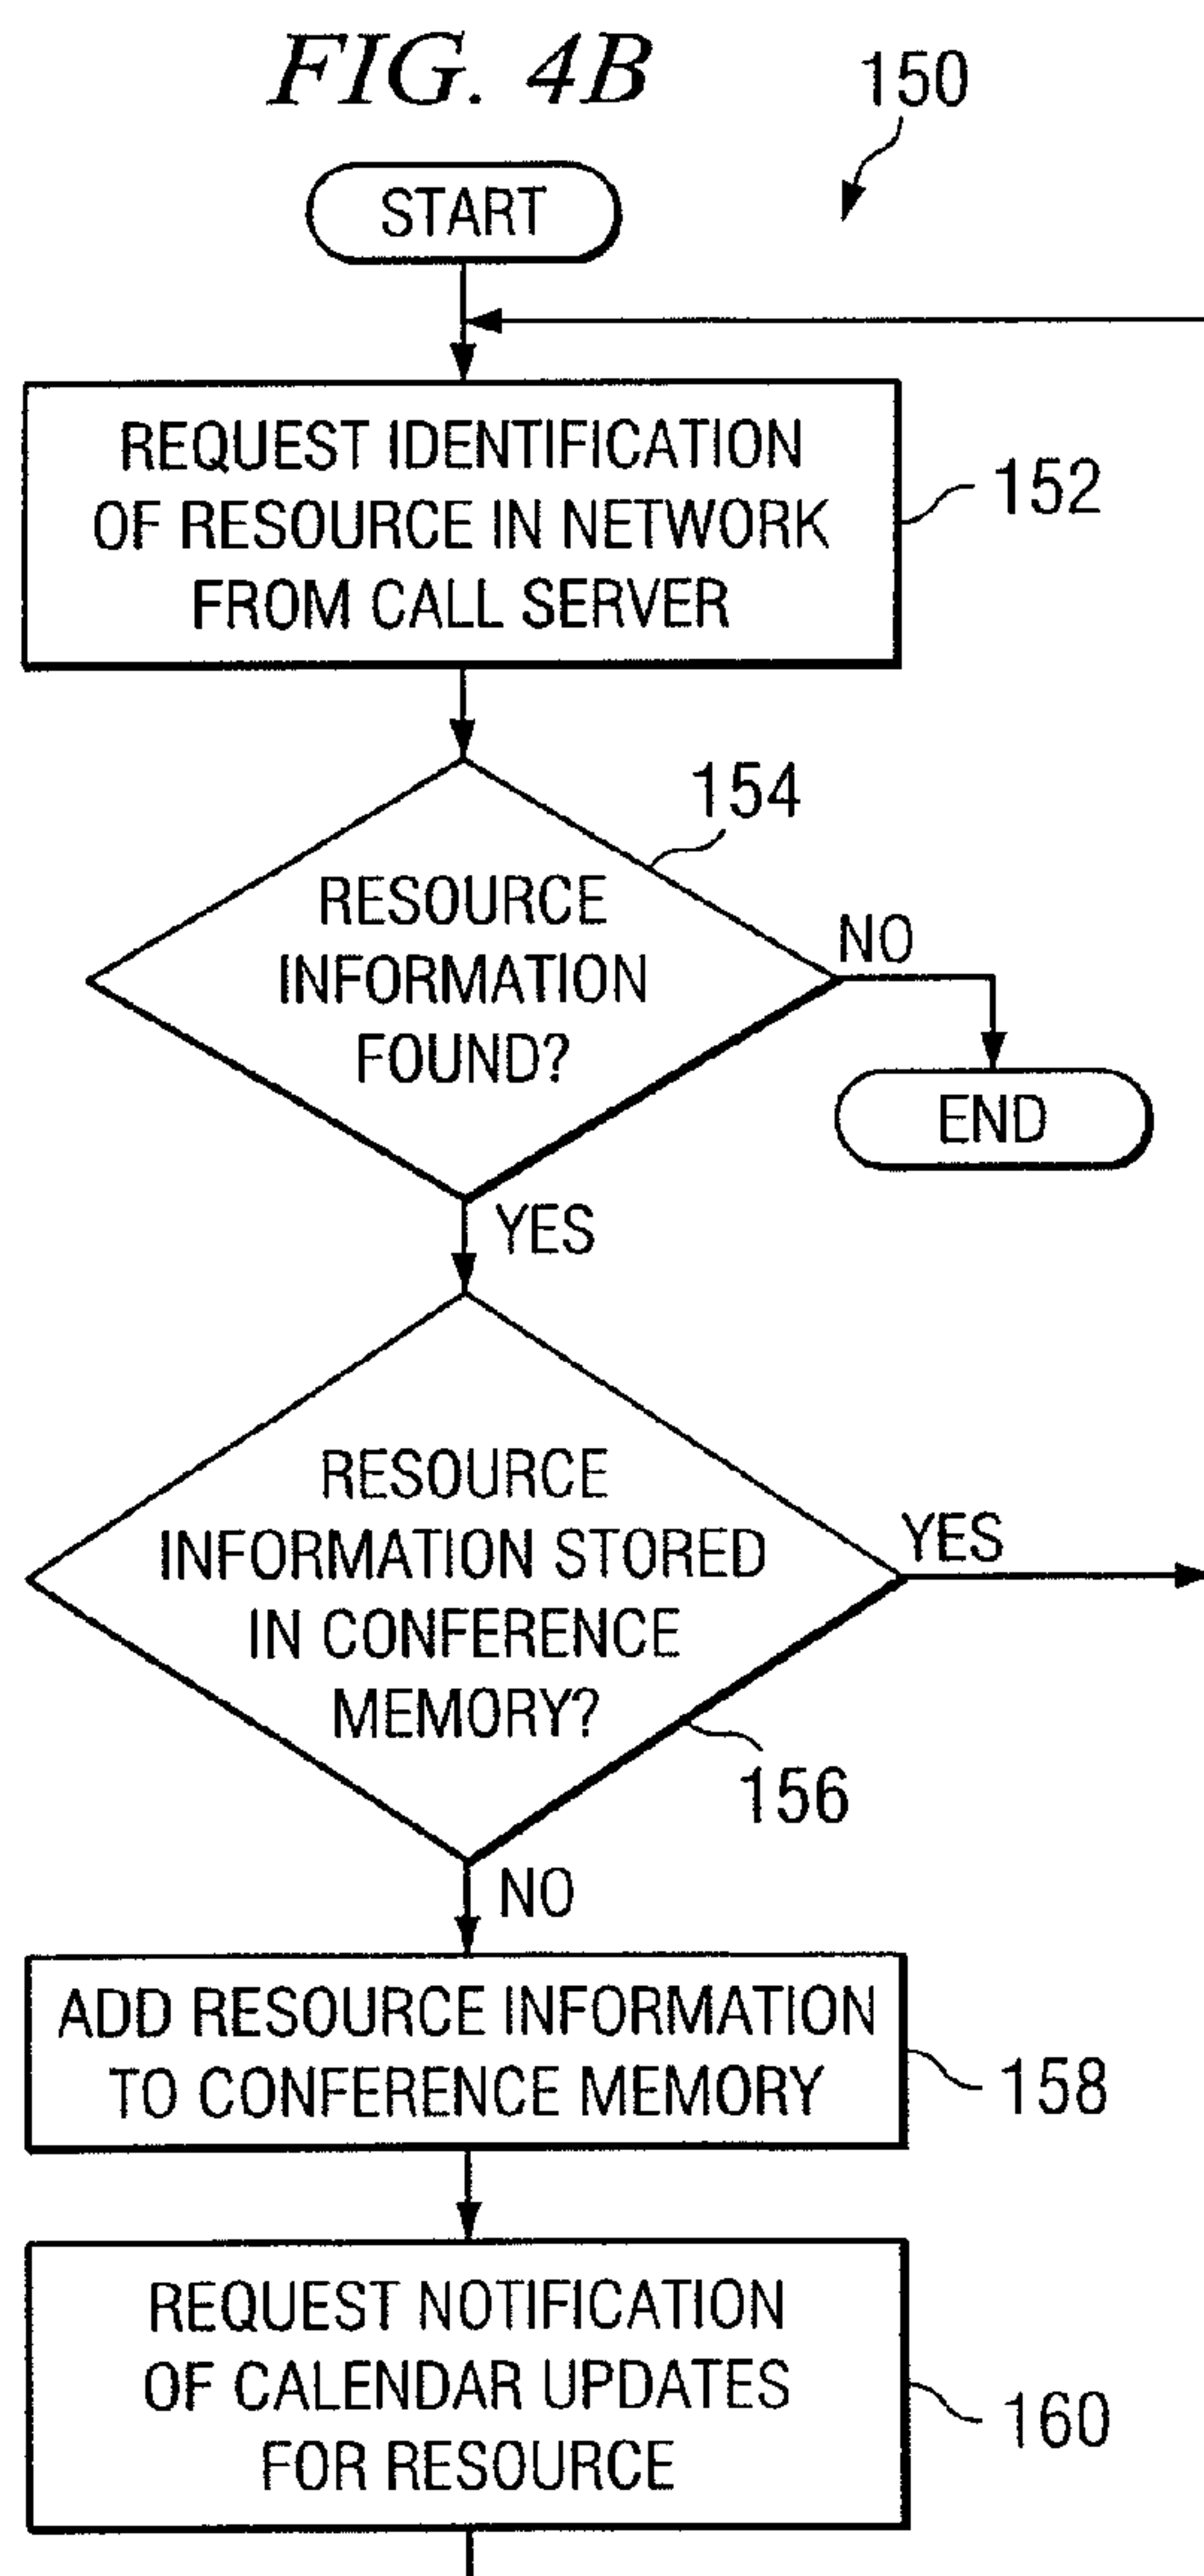 FIG. 4B
150
START
REQUEST IDENTIFICATION
OF RESOURCE IN NETWORK
FROM CALL SERVER
152
154
RESOURCE
INFORMATION
FOUND?
NO
END
YES
RESOURCE
INFORMATION STORED
IN CONFERENCE
MEMORY?
YES
156
NO
ADD RESOURCE INFORMATION
TO CONFERENCE MEMORY
158
REQUEST NOTIFICATION
OF CALENDAR UPDATES
FOR RESOURCE
160